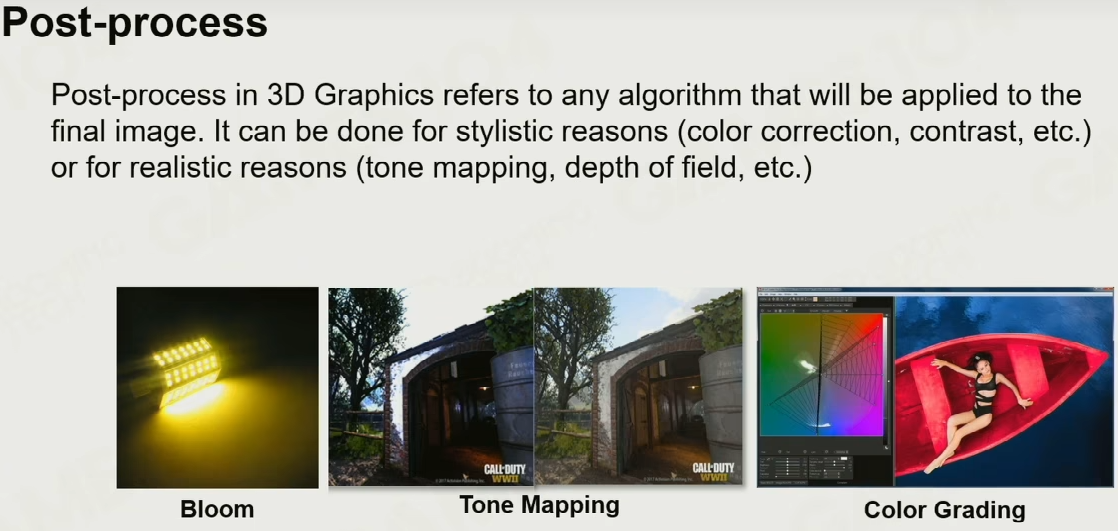 Post-process
Post-process in 3D Graphics refers to any algorithm that will be applied to the
final image. It can be done for stylistic reasons (color correction, contrast, etc.)
or for realistic reasons (tone mapping, depth of field, etc.)
CALL·DUTY
WWII
CALL·DUTY
WWII
Bloom
Tone Mapping
Color Grading